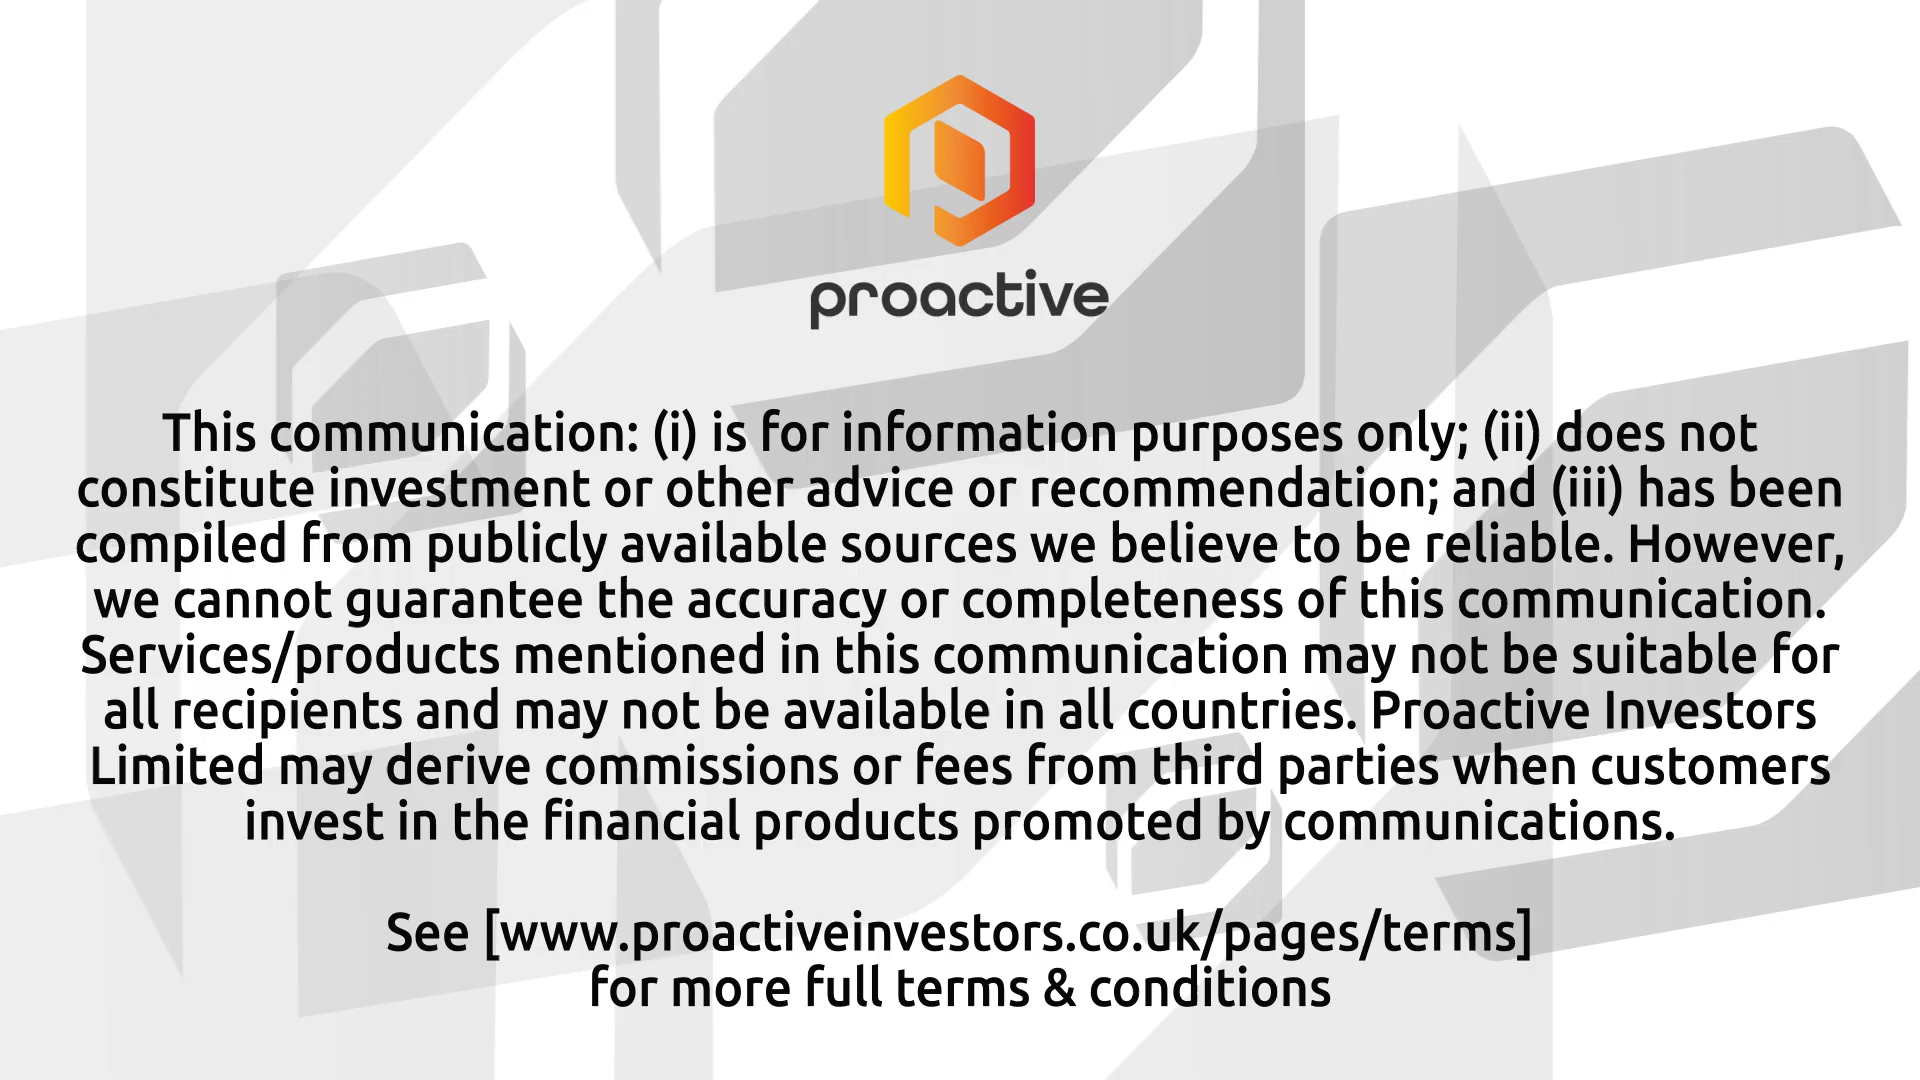 proactive
This communication: (i) is for information purposes only; (ii) does not
constitute investment or other advice or recommendation; and (iii) has been
compiled from publicly available sources we believe to be reliable. However,
we cannot guarantee the accuracy or completeness of this communication.
Services/products mentioned in this communication may not be suitable for
all recipients and may not be available in all countries. Proactive Investors
Limited may derive commissions or fees from third parties when customers
invest in the financial products promoted by communications.
See [www.proactiveinvestors.co.uk/pages/terms]
for more full terms & conditions